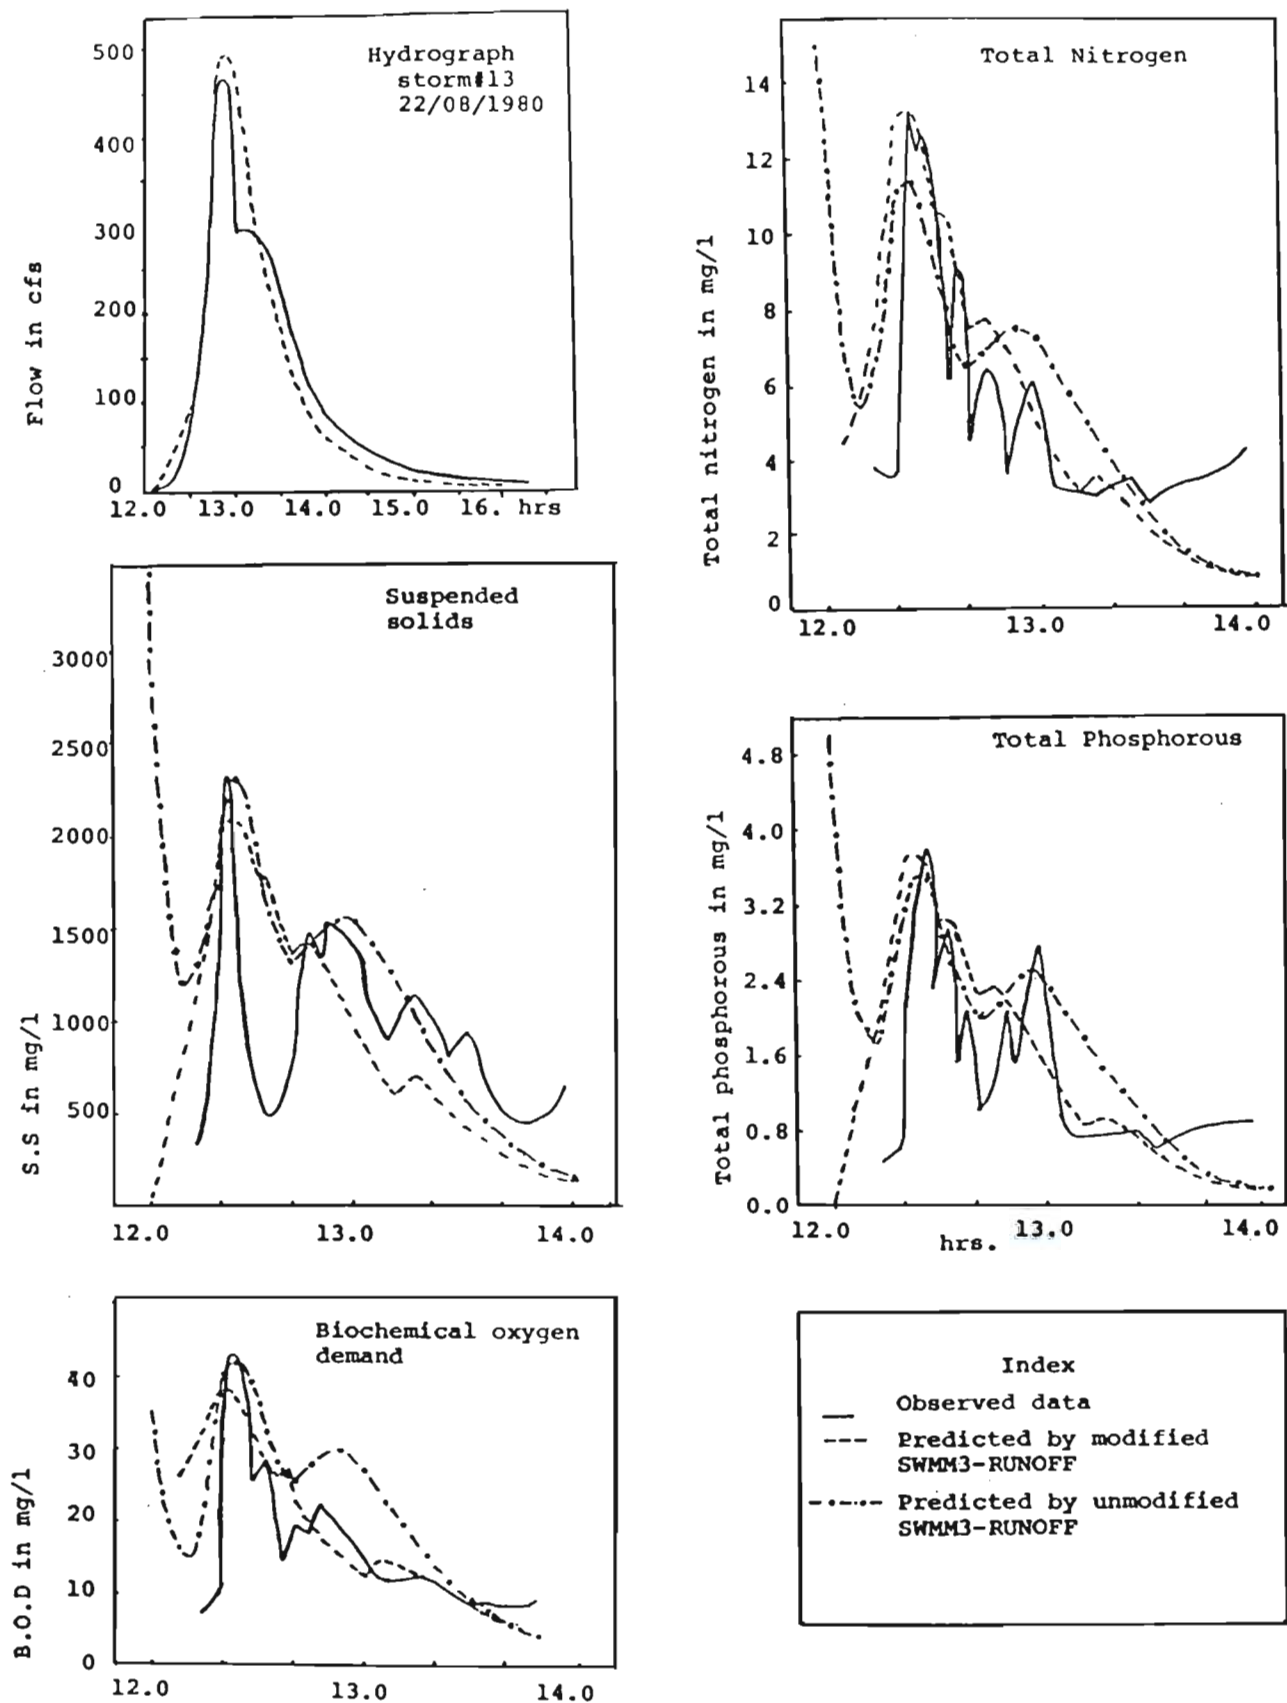 Hydrograph
storm#13
22/08/1980
500
400
300
200
100
0
Flow in cfs
12.0 13.0 14.0 15.0 16. hrs
Total Nitrogen
14
12
10
8
6
4
2
0
Total nitrogen in mg/l
12.0 13.0 14.0
Suspended
solids
3000
2500
2000
1500
1000
500
S.S in mg/l
12.0 13.0 14.0
Total Phosphorous
4.8
4.0
3.2
2.4
1.6
0.8
0.0
Total phosphorous in mg/l
12.0 13.0 14.0
hrs.
Biochemical oxygen
demand
40
30
20
10
0
B.O.D in mg/l
12.0 13.0 14.0
Index
Observed data
Predicted by modified
SWMM3-RUNOFF
Predicted by unmodified
SWMM3-RUNOFF